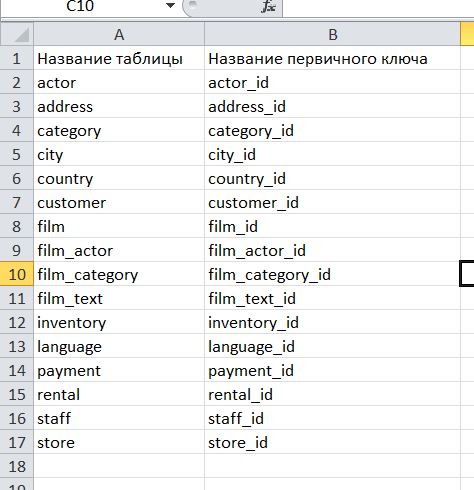 C10 fx
A B
1 Название таблицы Название первичного ключа
2 actor actor_id
3 address address_id
4 category category_id
5 city city_id
6 country country_id
7 customer customer_id
8 film film_id
9 film_actor film_actor_id
10 film_category film_category_id
11 film_text film_text_id
12 inventory inventory_id
13 language language_id
14 payment payment_id
15 rental rental_id
16 staff staff_id
17 store store_id
18
19